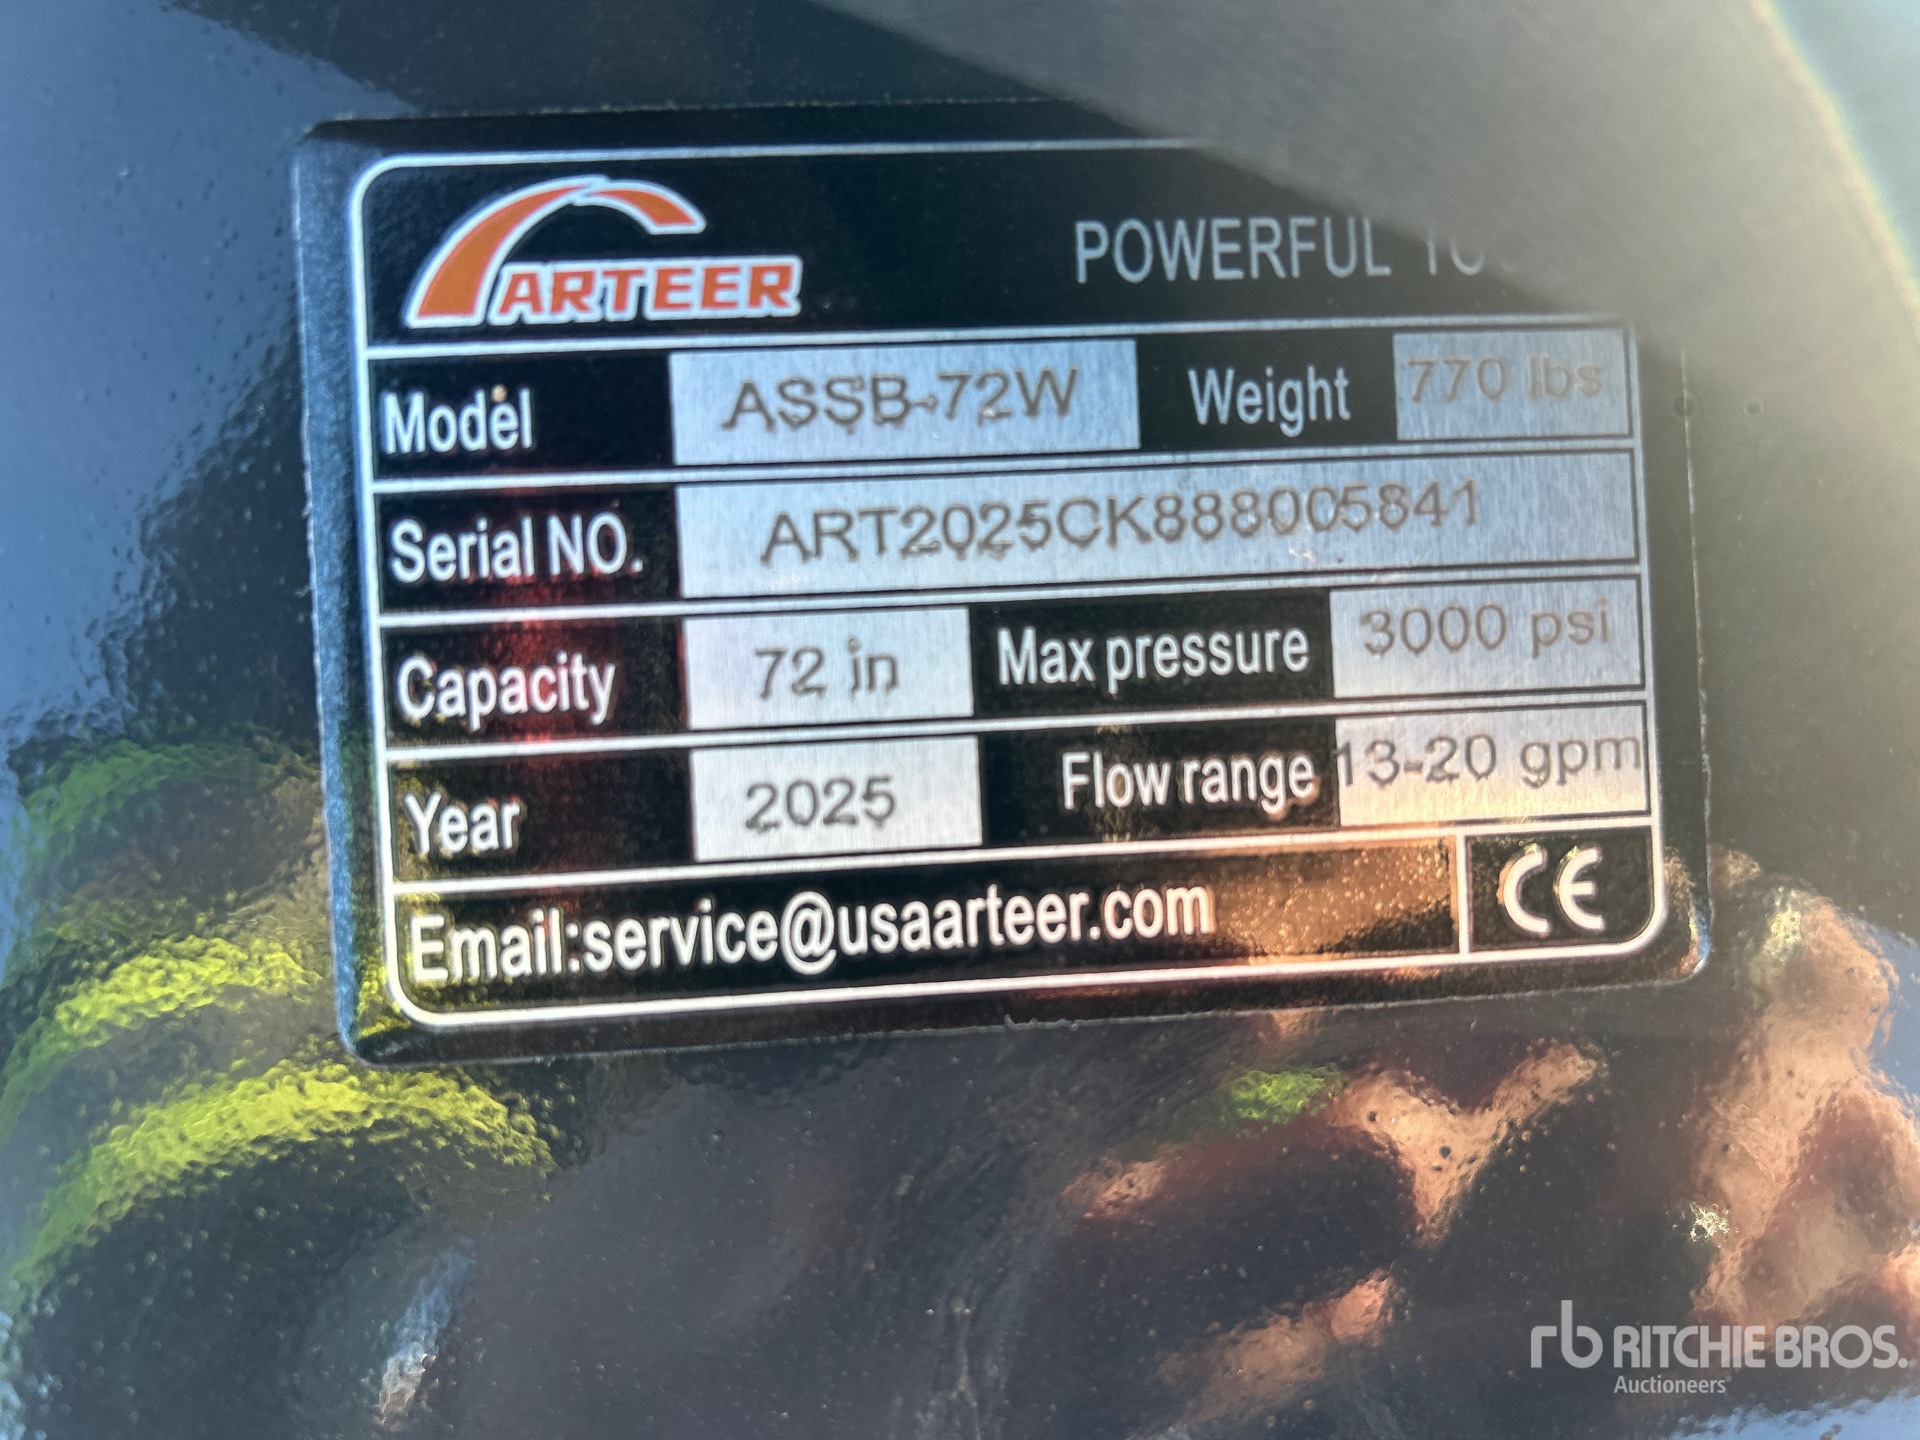 ARTEER
POWERFUL
Model ASSB-72W Weight 770 lbs
Serial NO. ART2025CK888005841
Capacity 72 in Max pressure 3000 psi
Year 2025 Flow range 13-20 gpm
Email:service@usaarteer.com CE
rb RITCHIE BROS.
Auctioneers